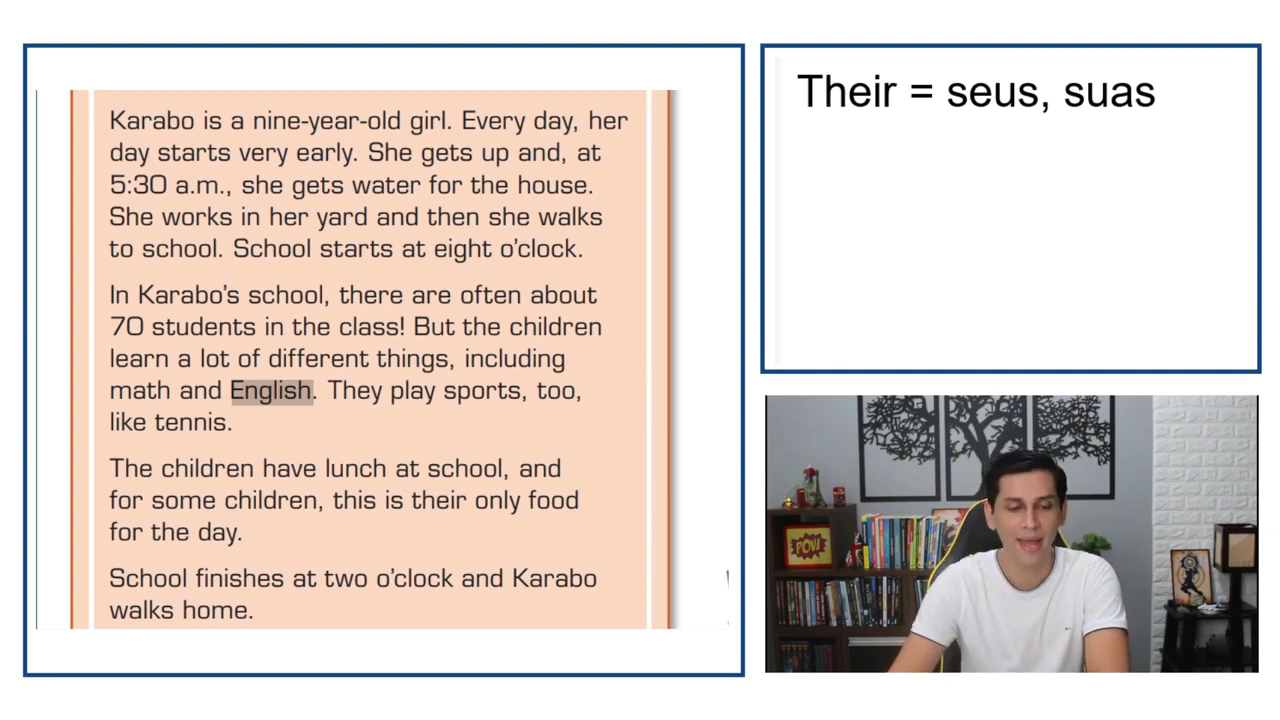 Karabo is a nine-year-old girl. Every day, her
day starts very early. She gets up and, at
5:30 a.m., she gets water for the house.
She works in her yard and then she walks
to school. School starts at eight o’clock.
In Karabo’s school, there are often about
70 students in the class! But the children
learn a lot of different things, including
math and English. They play sports, too,
like tennis.
The children have lunch at school, and
for some children, this is their only food
for the day.
School finishes at two o’clock and Karabo
walks home.
Their = seus, suas
POW!